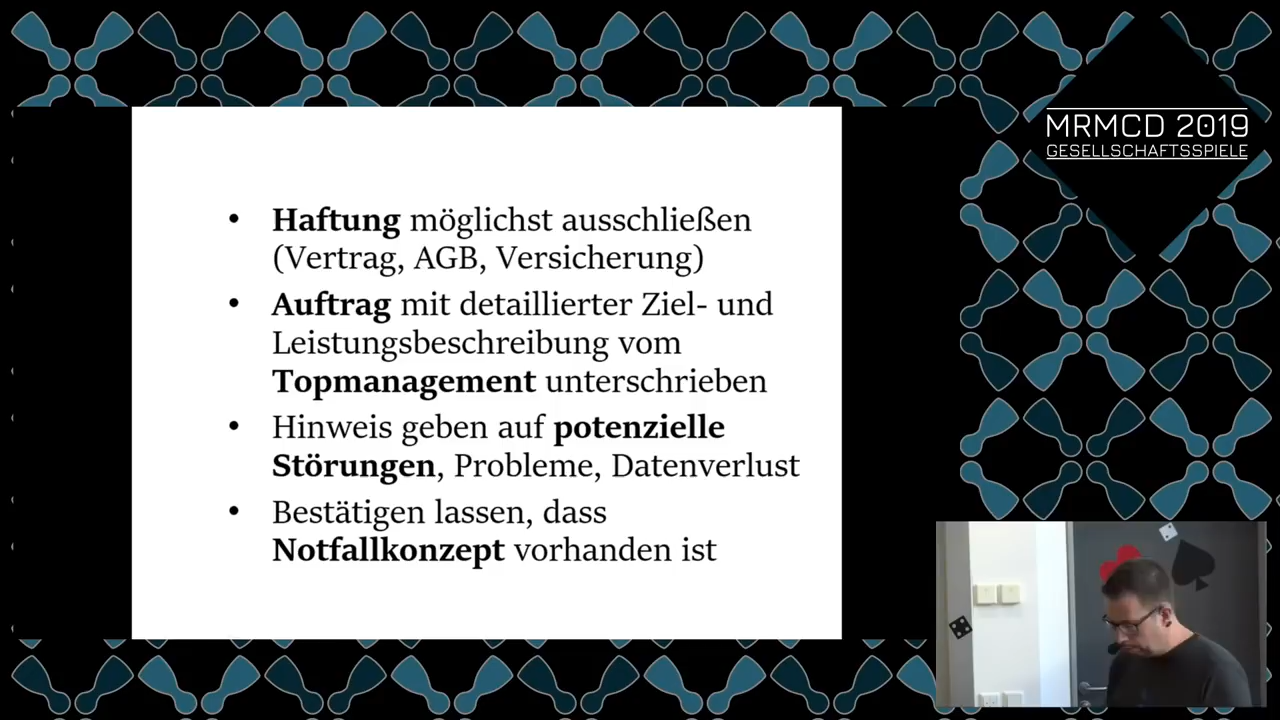 MRMCD 2019
GESELLSCHAFTSSPIELE
• Haftung möglichst ausschließen
(Vertrag, AGB, Versicherung)
• Auftrag mit detaillierter Ziel- und
Leistungsbeschreibung vom
Topmanagement unterschrieben
• Hinweis geben auf potenzielle
Störungen, Probleme, Datenverlust
• Bestätigen lassen, dass
Notfallkonzept vorhanden ist